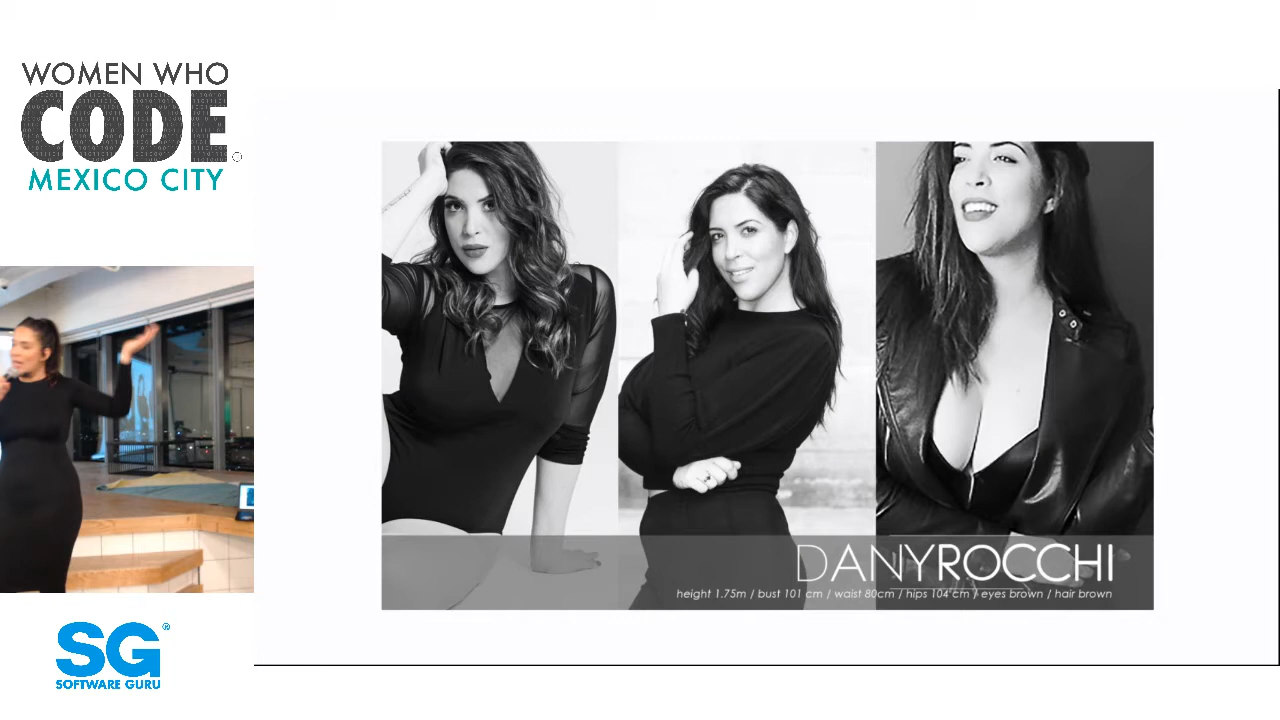 WOMEN WHO
CODE
MEXICO CITY
DANYROCCHI
height 1.75m / bust 101 cm / waist 80cm / hips 104 cm / eyes brown / hair brown
SG®
SOFTWARE GURU